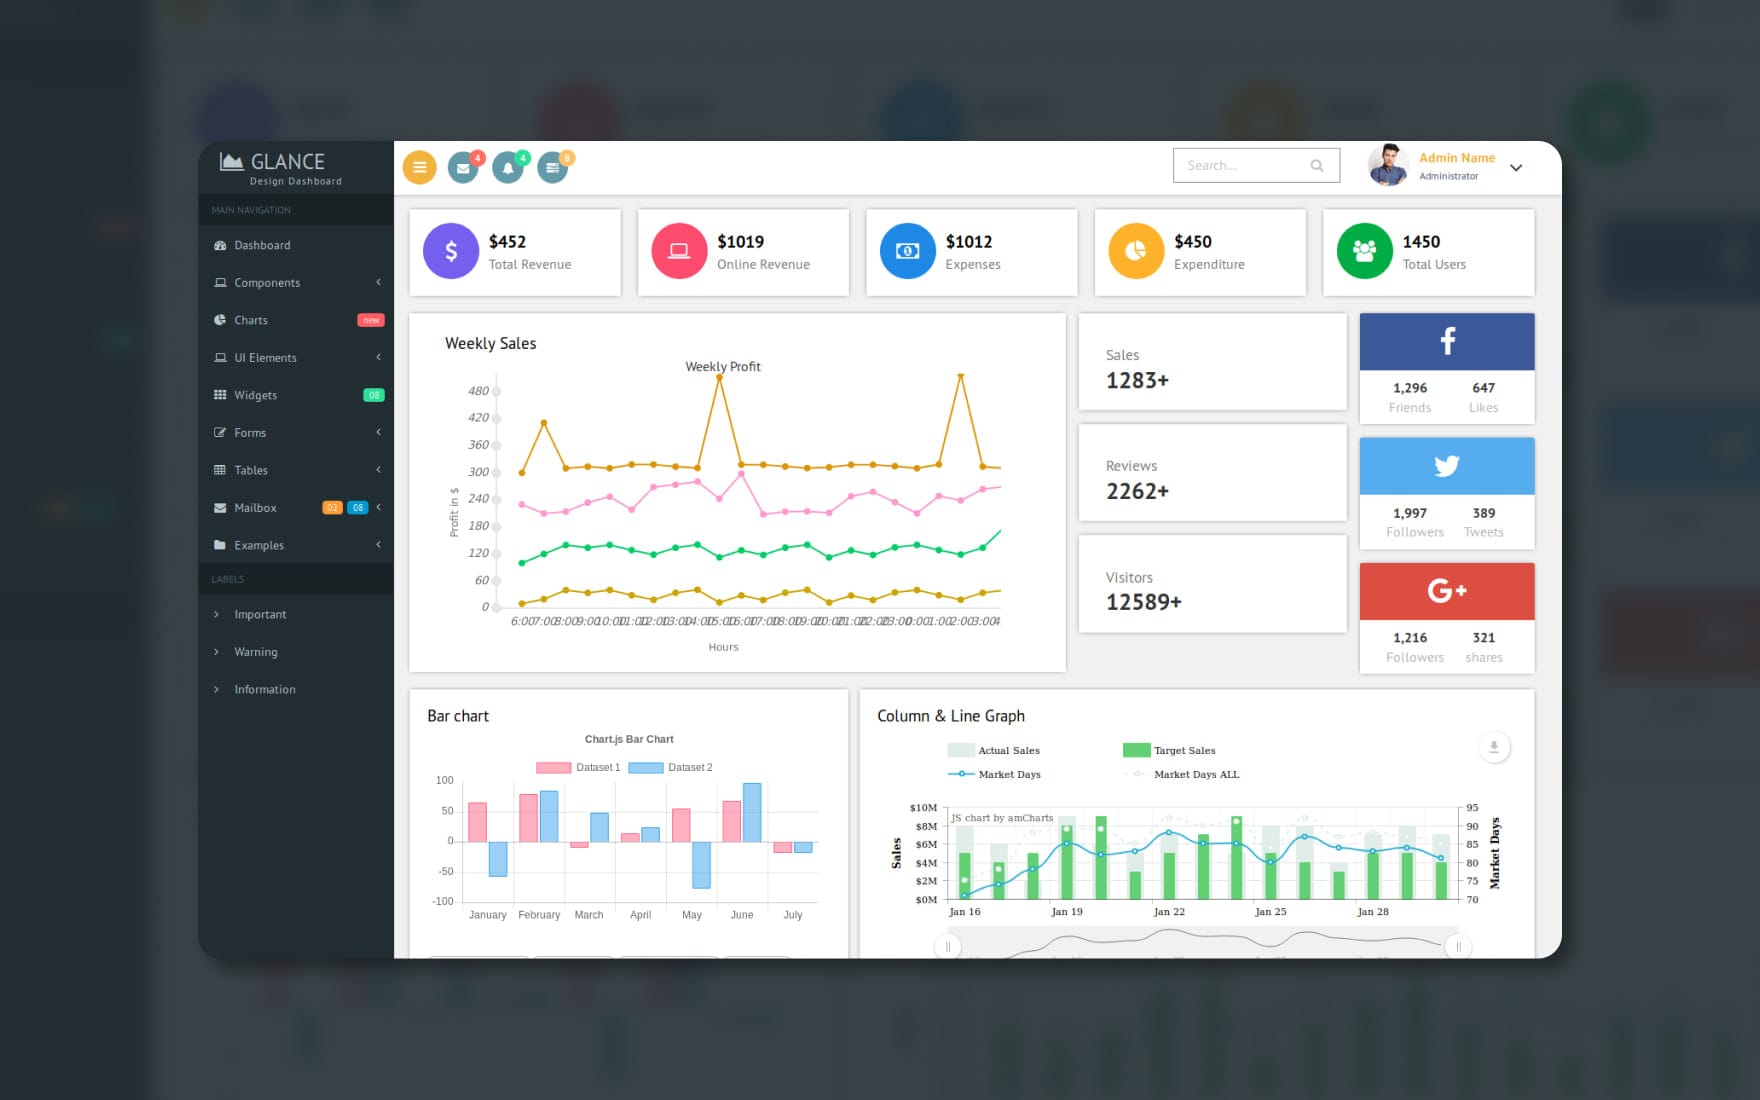 GLANCE
Design Dashboard
MAIN NAVIGATION
Dashboard
Components
Charts new
UI Elements
Widgets 08
Forms
Tables
Mailbox 02 08
Examples
LABELS
Important
Warning
Information
4 4 8
Search...
Admin Name
Administrator
$452
Total Revenue
$1019
Online Revenue
$1012
Expenses
$450
Expenditure
1450
Total Users
Weekly Sales
Weekly Profit
480
420
360
300
240
180
120
60
0
Profit in $
6:00 7:00 8:00 9:00 10:00 11:00 12:00 13:00 14:00 15:00 16:00 17:00 18:00 19:00 20:00 21:00 22:00 23:00 0:00 1:00 2:00 3:00 4
Hours
Sales
1283+
Reviews
2262+
Visitors
12589+
f
1,296 647
Friends Likes
1,997 389
Followers Tweets
G+
1,216 321
Followers shares
Bar chart
Chart.js Bar Chart
Dataset 1 Dataset 2
100
50
0
-50
-100
January February March April May June July
Column & Line Graph
Actual Sales Target Sales
Market Days Market Days ALL
JS chart by amCharts
$10M
$8M
$6M
$4M
$2M
$0M
Sales
95
90
85
80
75
70
Market Days
Jan 16 Jan 19 Jan 22 Jan 25 Jan 28